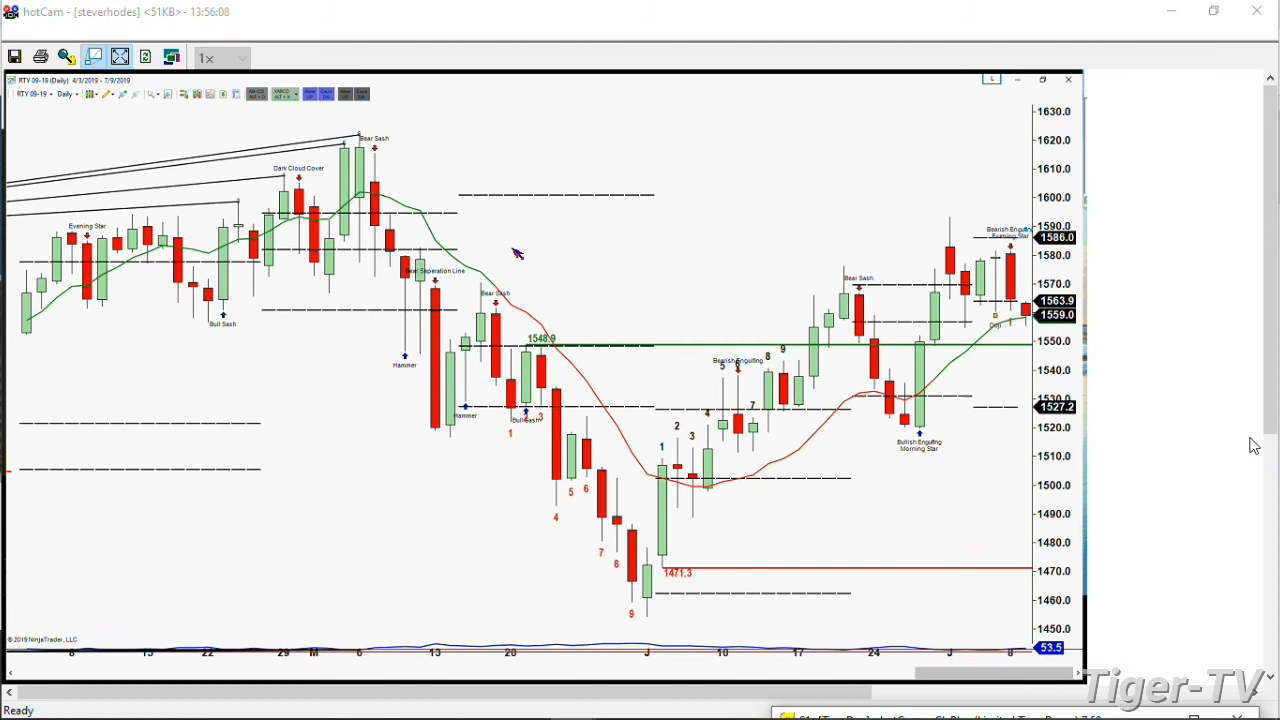 hotCam - [steverhodes] <51KB> - 13:56:08
1x
RTY 09-19 (Daily) 4/3/2019 - 7/9/2019
L
RTY 09-19
Daily
1630.0
1620.0
Bear Sash
1610.0
Dark Cloud Cover
1600.0
1590.0
Evening Star
Bearish Engulfing
Evening Star
1586.0
1580.0
Bear Seperation Line
Bear Sash
1570.0
Bear Sash
1563.9
1559.0
Bull Sash
Doji
1
1550.0
1548.9
Hammer
Bearish Engulfing
5
8
9
1540.0
7
1530.0
1527.2
Hammer
Bull Sash
3
4
1
2
3
1
1520.0
Bullish Engulfing
Morning Star
1510.0
1500.0
5
6
1490.0
4
1480.0
7
8
1471.3
1470.0
1460.0
9
1450.0
© 2019 NinjaTrader, LLC
8
15
22
29
M
6
13
20
J
10
17
24
J
8
53.5
Tiger-TV
Ready